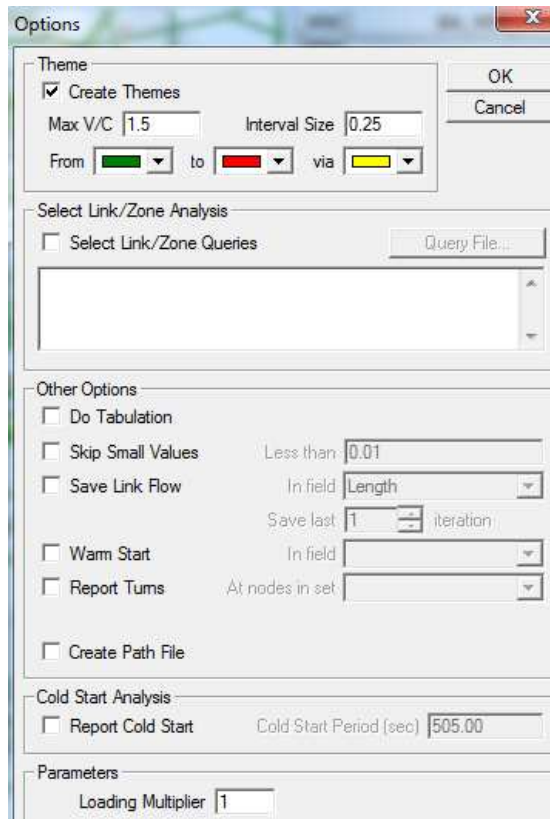 Options
Theme
Create Themes
OK
Cancel
Max V/C 1.5 Interval Size 0.25
From to via
Select Link/Zone Analysis
Select Link/Zone Queries Query File...
Other Options
Do Tabulation
Skip Small Values Less than 0.01
Save Link Flow In field Length
Save last 1 iteration
Warm Start In field
Report Turns At nodes in set
Create Path File
Cold Start Analysis
Report Cold Start Cold Start Period (sec) 505.00
Parameters
Loading Multiplier 1